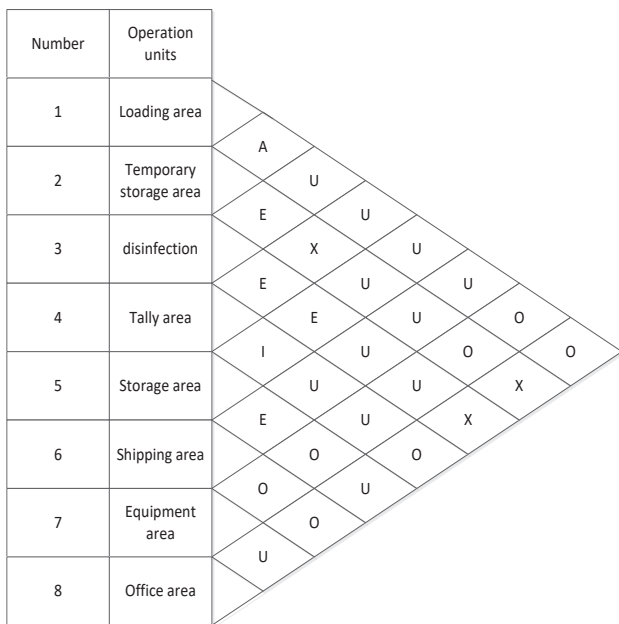 Number
Operation
units
1
Loading area
A
2
Temporary
storage area
U
E
U
3
disinfection
X
U
E
U
U
4
Tally area
E
U
O
I
U
O
O
5
Storage area
U
U
X
E
U
X
6
Shipping area
O
O
O
U
7
Equipment
area
O
U
8
Office area